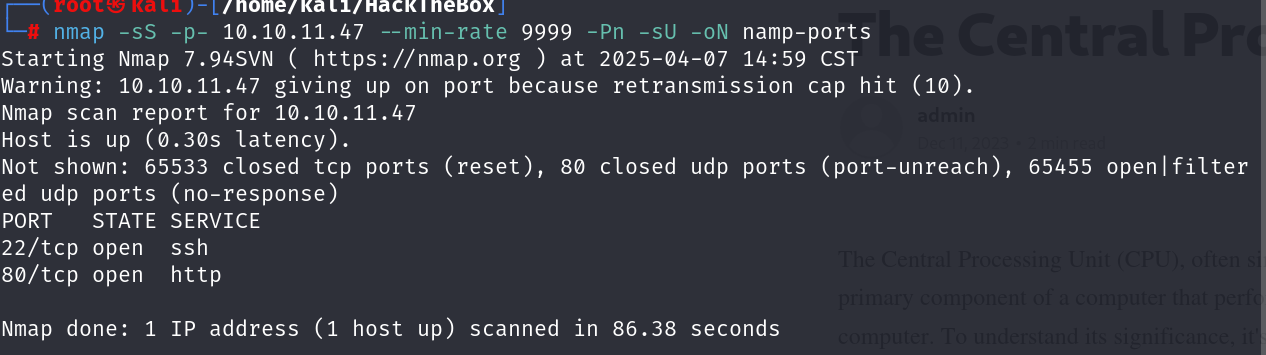 (root㉿kali)-[/home/kali/HackTheBox]
# nmap -sS -p- 10.10.11.47 --min-rate 9999 -Pn -sU -oN namp-ports
Starting Nmap 7.94SVN ( https://nmap.org ) at 2025-04-07 14:59 CST
Warning: 10.10.11.47 giving up on port because retransmission cap hit (10).
Nmap scan report for 10.10.11.47
Host is up (0.30s latency).
Not shown: 65533 closed tcp ports (reset), 80 closed udp ports (port-unreach), 65455 open|filter
ed udp ports (no-response)
PORT   STATE SERVICE
22/tcp open  ssh
80/tcp open  http
Nmap done: 1 IP address (1 host up) scanned in 86.38 seconds
The Central Pro
admin
Dec 11, 2023 • 2 min read
The Central Processing Unit (CPU), often si
primary component of a computer that perfo
computer. To understand its significance, it's